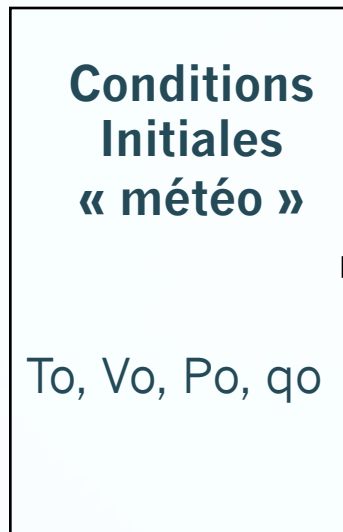 Conditions
Initiales
« météo »
To, Vo, Po, qo